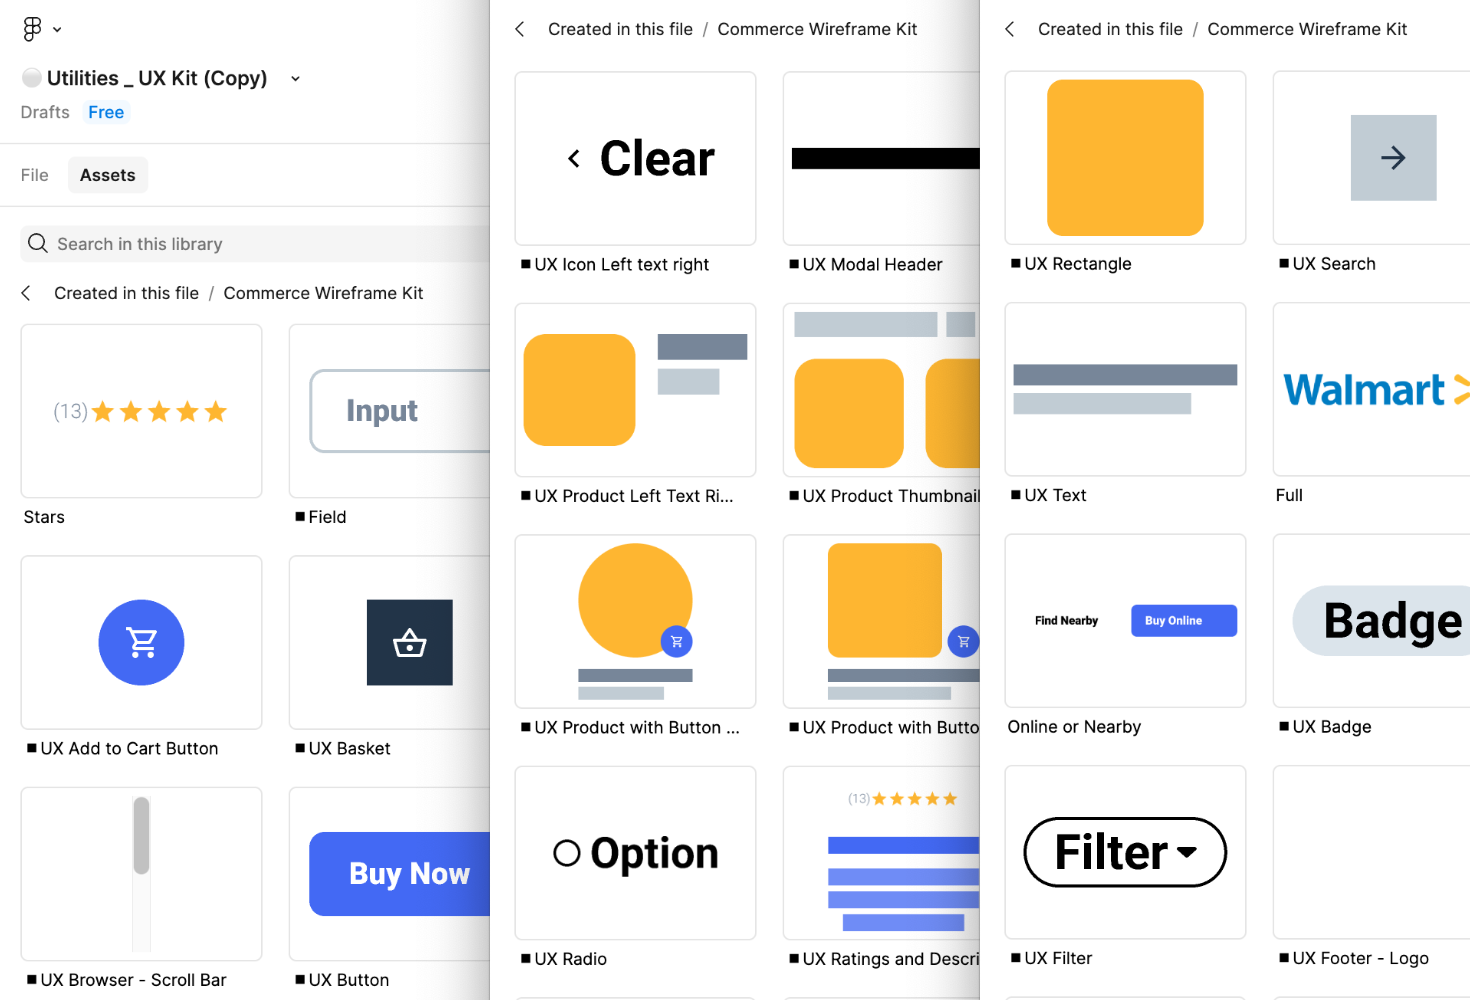 Utilities _ UX Kit (Copy)
Drafts Free
File Assets
Search in this library
Created in this file / Commerce Wireframe Kit
(13)
Input
Stars
■ Field
■ UX Add to Cart Button
■ UX Basket
Buy Now
■ UX Browser - Scroll Bar
■ UX Button
Created in this file / Commerce Wireframe Kit
Clear
■ UX Icon Left text right
■ UX Modal Header
■ UX Product Left Text Ri...
■ UX Product Thumbnail
■ UX Product with Button ...
■ UX Product with Butto
Option
(13)
■ UX Radio
■ UX Ratings and Descri
Created in this file / Commerce Wireframe Kit
■ UX Rectangle
■ UX Search
Walmart
■ UX Text
Full
Find Nearby
Buy Online
Badge
Online or Nearby
■ UX Badge
Filter
■ UX Filter
■ UX Footer - Logo